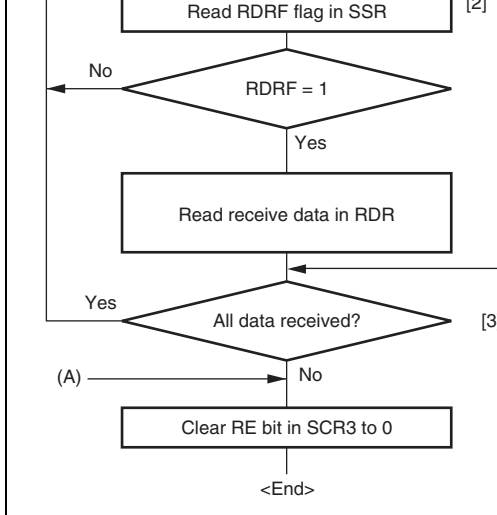 Read RDRF flag in SSR
[2]
No
RDRF = 1
Yes
Read receive data in RDR
Yes
All data received?
[3
(A)
No
Clear RE bit in SCR3 to 0
<End>